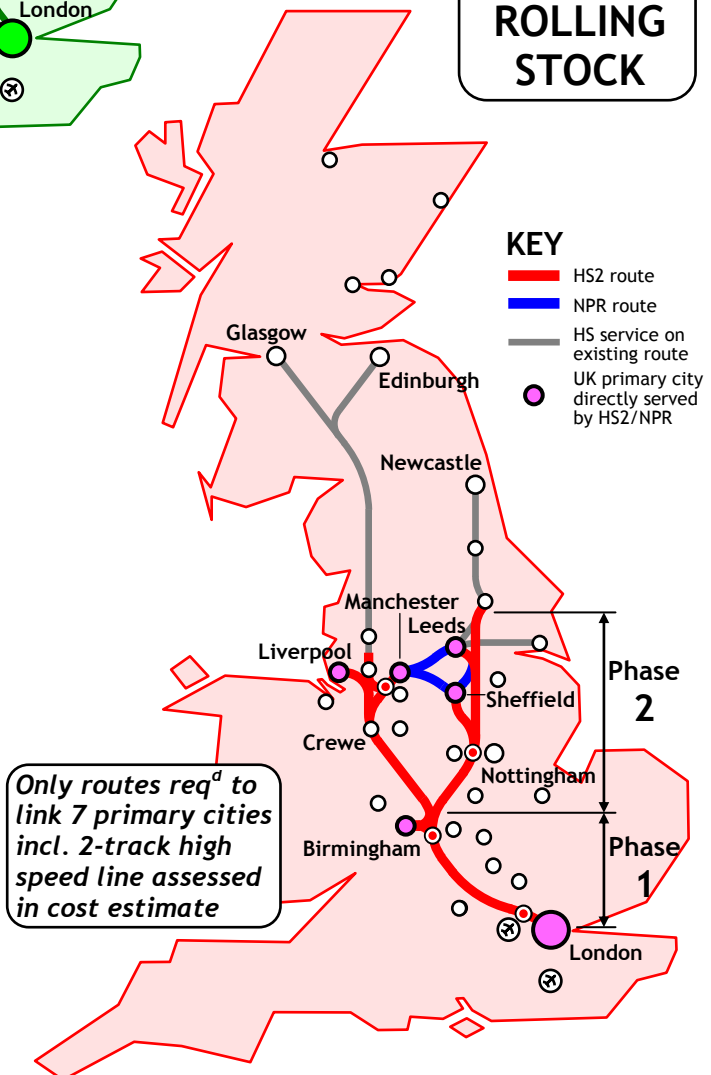 London
ROLLING
STOCK
KEY
HS2 route
NPR route
HS service on
existing route
UK primary city
directly served
by HS2/NPR
Glasgow
Edinburgh
Newcastle
Manchester
Leeds
Liverpool
Phase
2
Sheffield
Crewe
Nottingham
Only routes reqᵈ to
link 7 primary cities
incl. 2-track high
speed line assessed
in cost estimate
Birmingham
Phase
1
London